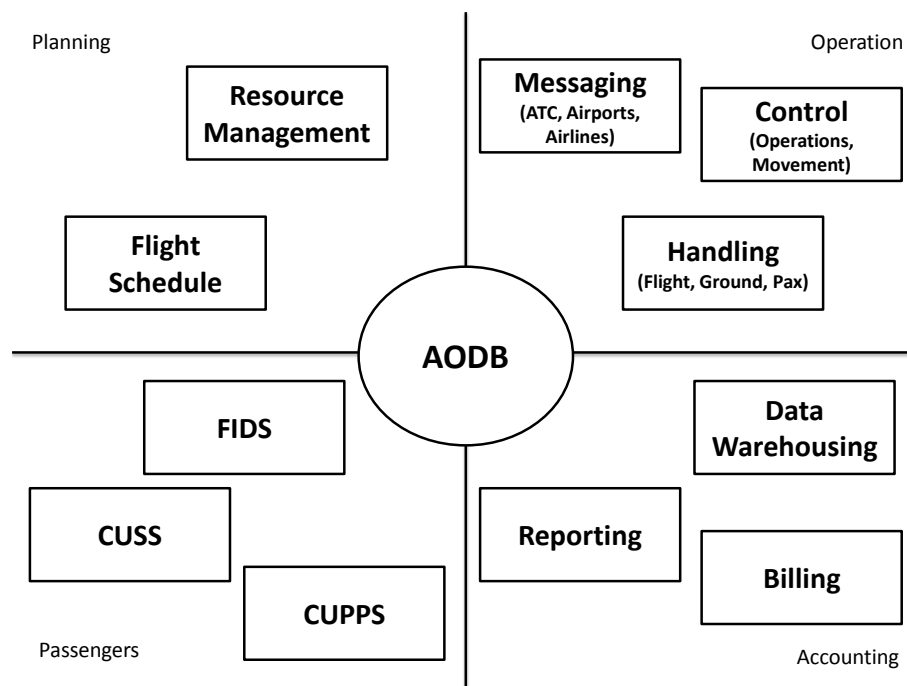 Planning
Operation
Resource
Management
Messaging
(ATC, Airports,
Airlines)
Control
(Operations,
Movement)
Flight
Schedule
Handling
(Flight, Ground, Pax)
AODB
FIDS
CUSS
CUPPS
Passengers
Data
Warehousing
Reporting
Billing
Accounting